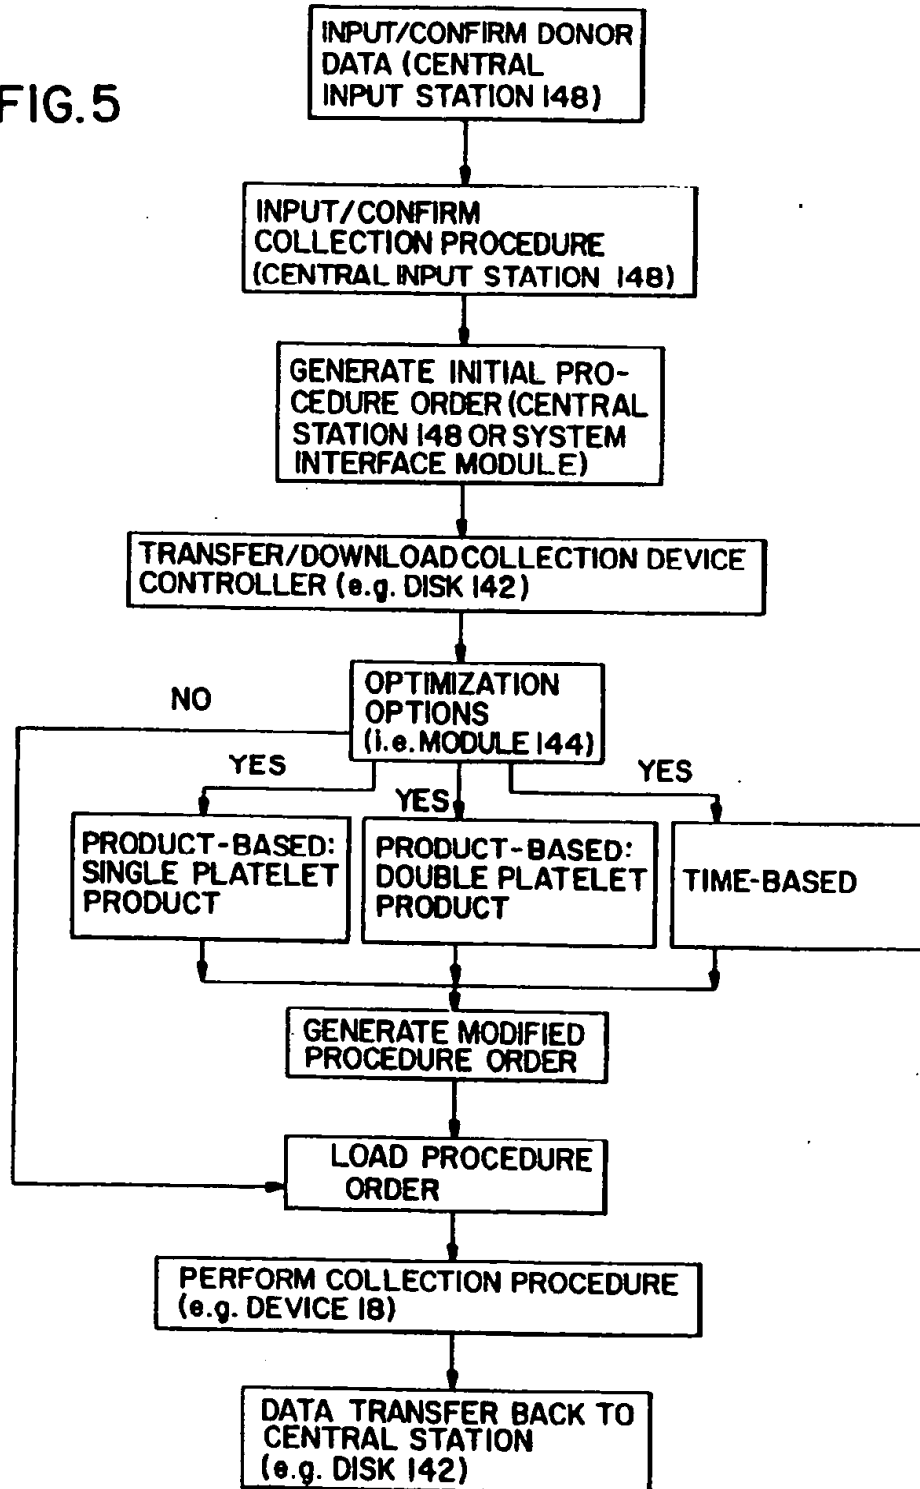 FIG.5
INPUT/CONFIRM DONOR
DATA (CENTRAL
INPUT STATION 148)
INPUT/CONFIRM
COLLECTION PROCEDURE
(CENTRAL INPUT STATION 148)
GENERATE INITIAL PRO-
CEDURE ORDER (CENTRAL
STATION 148 OR SYSTEM
INTERFACE MODULE)
TRANSFER/DOWNLOAD COLLECTION DEVICE
CONTROLLER (e.g. DISK 142)
OPTIMIZATION
OPTIONS
(i.e. MODULE 144)
NO
YES
YES
YES
PRODUCT-BASED:
SINGLE PLATELET
PRODUCT
PRODUCT-BASED:
DOUBLE PLATELET
PRODUCT
TIME-BASED
GENERATE MODIFIED
PROCEDURE ORDER
LOAD PROCEDURE
ORDER
PERFORM COLLECTION PROCEDURE
(e.g. DEVICE 18)
DATA TRANSFER BACK TO
CENTRAL STATION
(e.g. DISK 142)